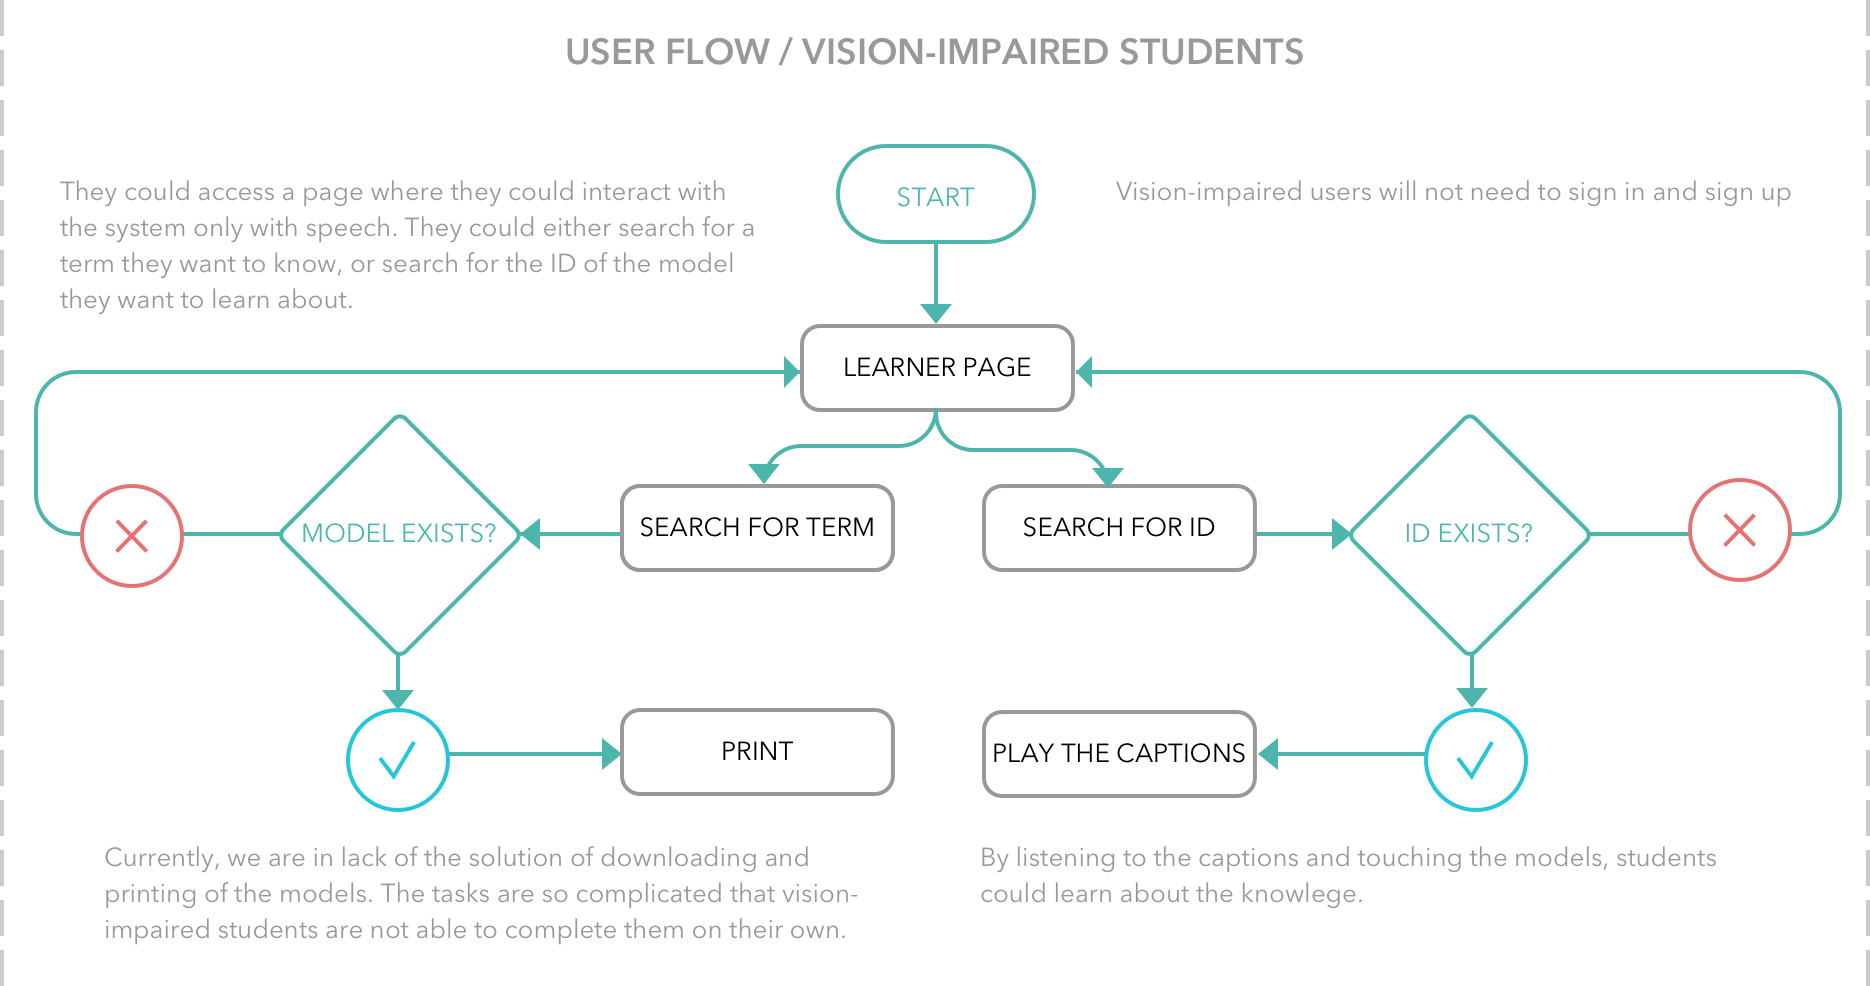 USER FLOW / VISION-IMPAIRED STUDENTS
They could access a page where they could interact with
the system only with speech. They could either search for a
term they want to know, or search for the ID of the model
they want to learn about.
START
Vision-impaired users will not need to sign in and sign up
LEARNER PAGE
MODEL EXISTS?
SEARCH FOR TERM
SEARCH FOR ID
ID EXISTS?
PRINT
PLAY THE CAPTIONS
Currently, we are in lack of the solution of downloading and
printing of the models. The tasks are so complicated that vision-
impaired students are not able to complete them on their own.
By listening to the captions and touching the models, students
could learn about the knowlege.